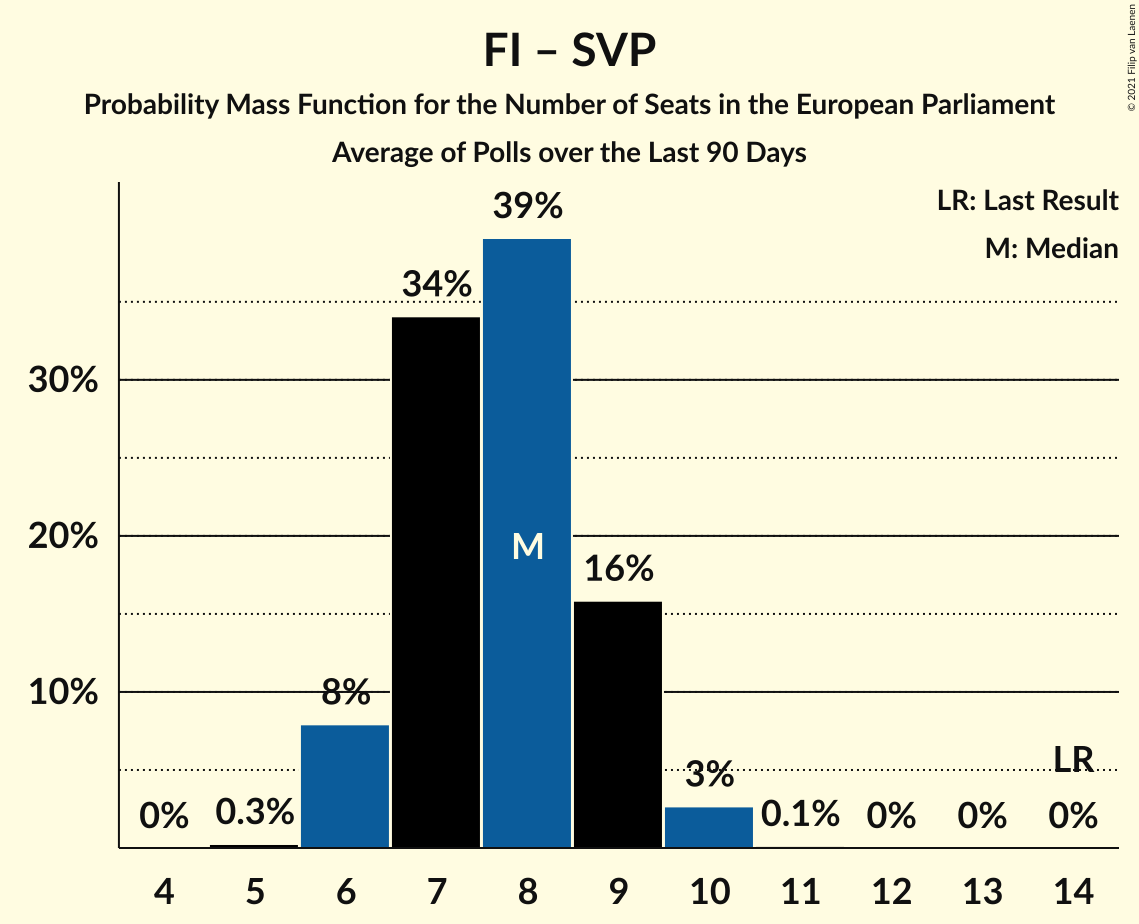 FI – SVP
Probability Mass Function for the Number of Seats in the European Parliament
Average of Polls over the Last 90 Days
© 2021 Filip van Laenen
LR: Last Result
M: Median
39%
34%
30%
20%
M
16%
10%
8%
3%
LR
0%
0.3%
0.1%
0%
0%
0%
4 5 6 7 8 9 10 11 12 13 14